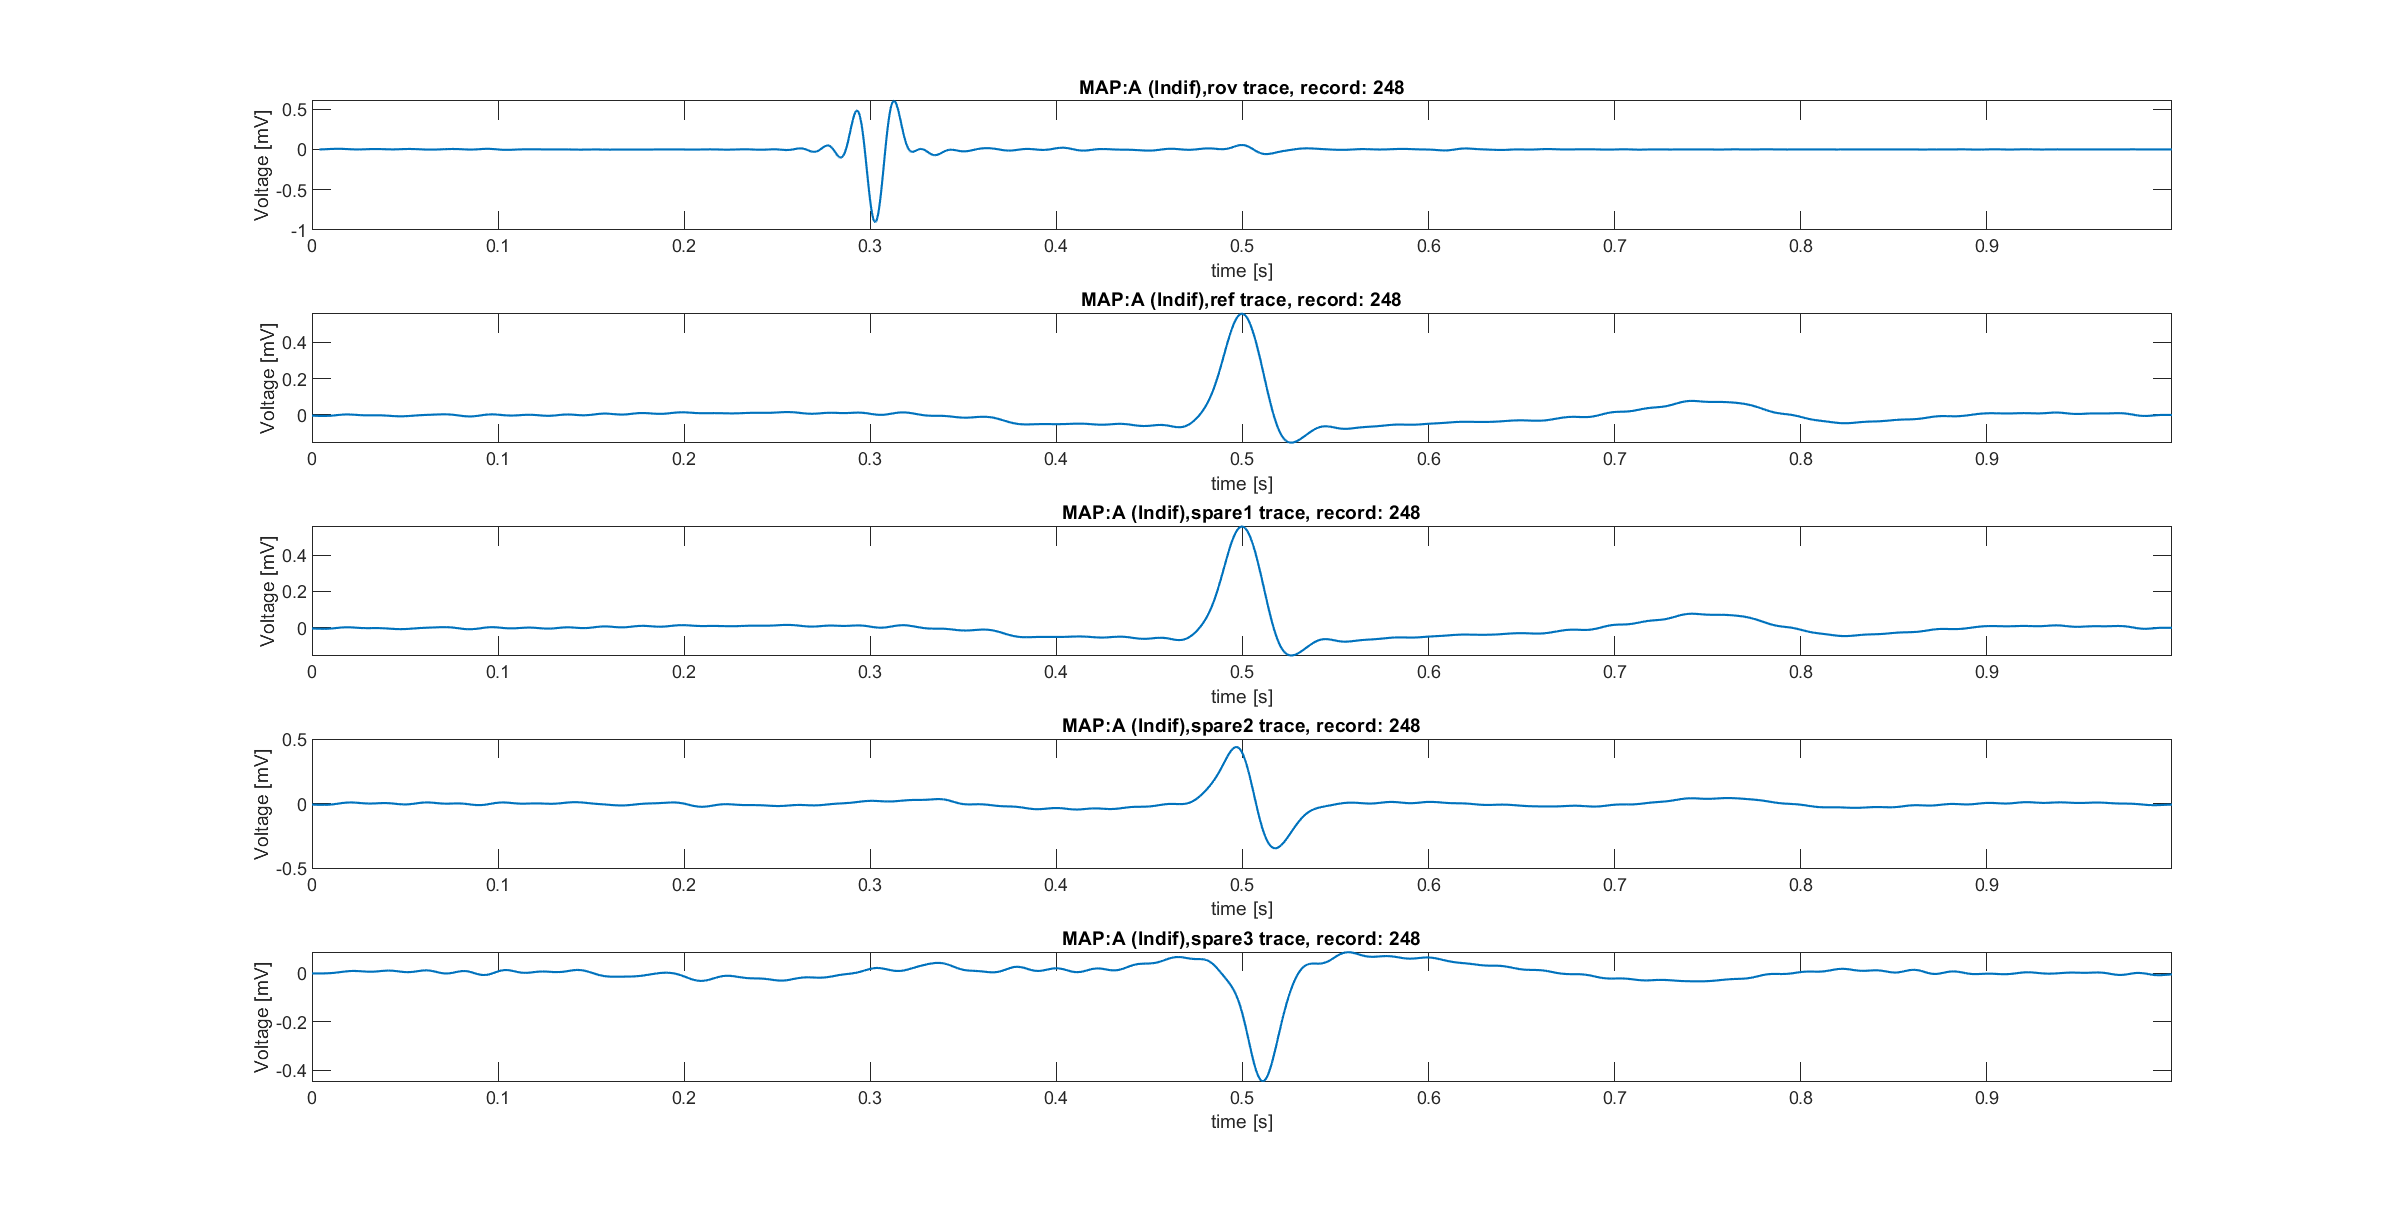 MAP:A (Indif),rov trace, record: 248
Voltage [mV]
0.5
0
-0.5
-1
0 0.1 0.2 0.3 0.4 0.5 0.6 0.7 0.8 0.9
time [s]
MAP:A (Indif),ref trace, record: 248
Voltage [mV]
0.4
0.2
0
0 0.1 0.2 0.3 0.4 0.5 0.6 0.7 0.8 0.9
time [s]
MAP:A (Indif),spare1 trace, record: 248
Voltage [mV]
0.4
0.2
0
0 0.1 0.2 0.3 0.4 0.5 0.6 0.7 0.8 0.9
time [s]
MAP:A (Indif),spare2 trace, record: 248
Voltage [mV]
0.5
0
-0.5
0 0.1 0.2 0.3 0.4 0.5 0.6 0.7 0.8 0.9
time [s]
MAP:A (Indif),spare3 trace, record: 248
Voltage [mV]
0
-0.2
-0.4
0 0.1 0.2 0.3 0.4 0.5 0.6 0.7 0.8 0.9
time [s]